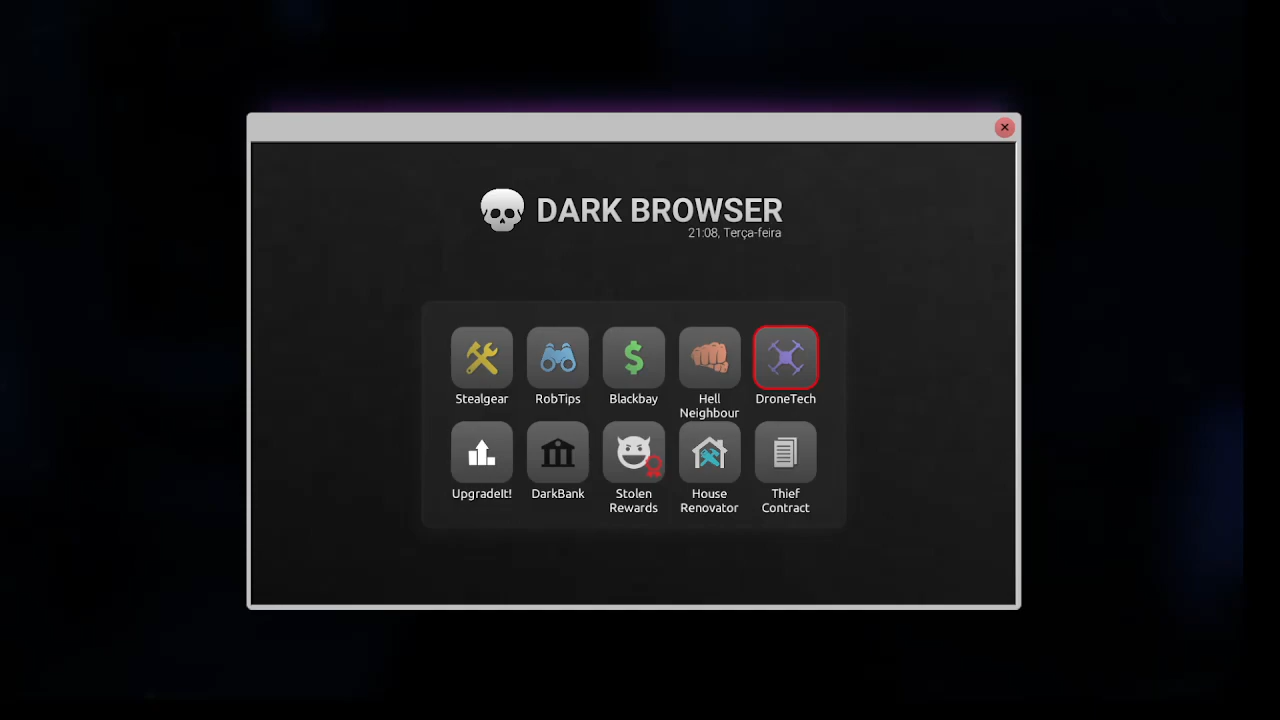 DARK BROWSER
21:08, Terça-feira
Stealgear
RobTips
Blackbay
Hell
Neighbour
DroneTech
UpgradeIt!
DarkBank
Stolen
Rewards
House
Renovator
Thief
Contract